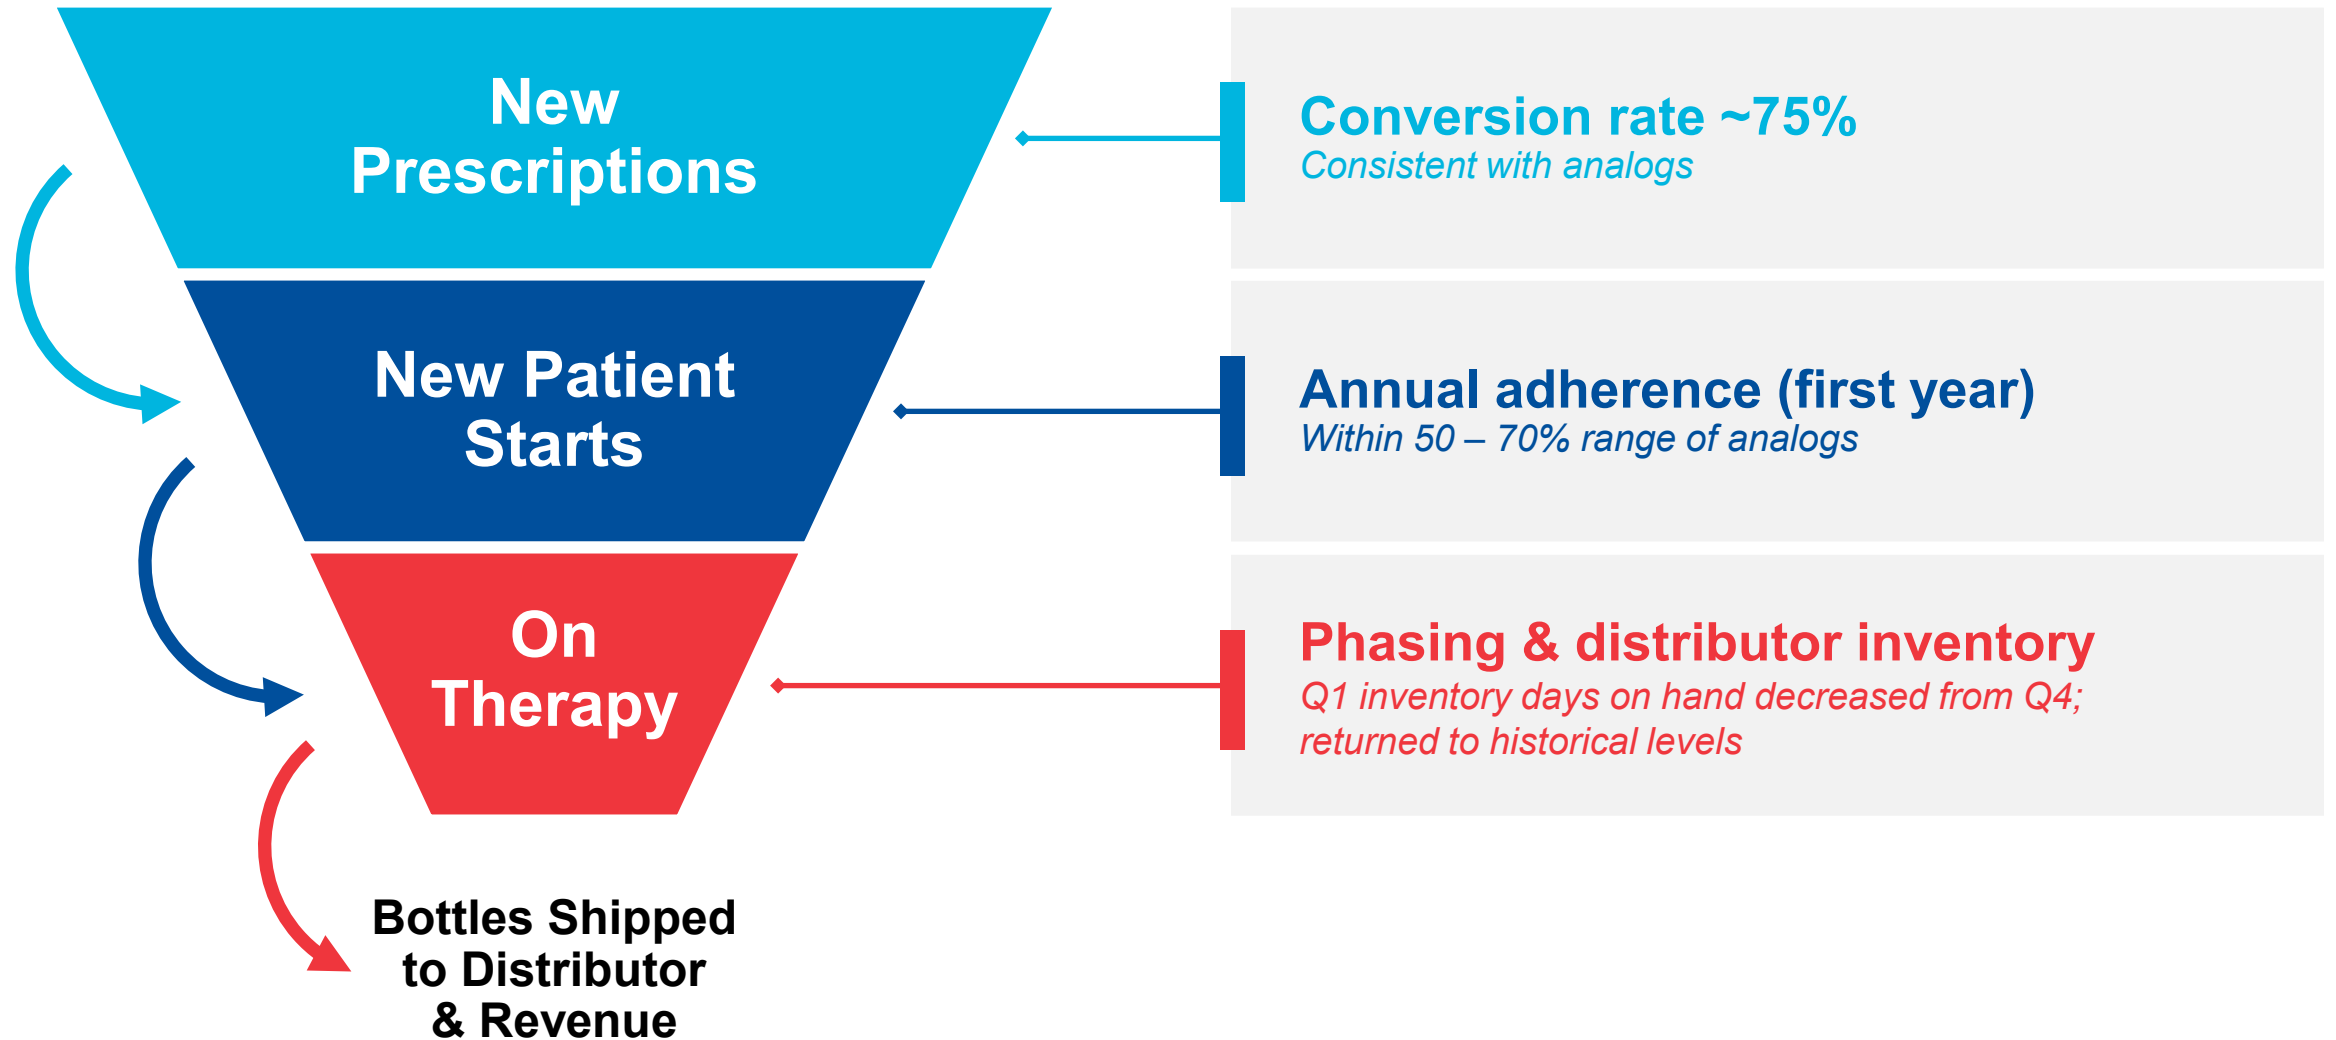 New
Prescriptions
Conversion rate ~75%
Consistent with analogs
New Patient
Starts
Annual adherence (first year)
Within 50 – 70% range of analogs
On
Therapy
Phasing & distributor inventory
Q1 inventory days on hand decreased from Q4;
returned to historical levels
Bottles Shipped
to Distributor
& Revenue